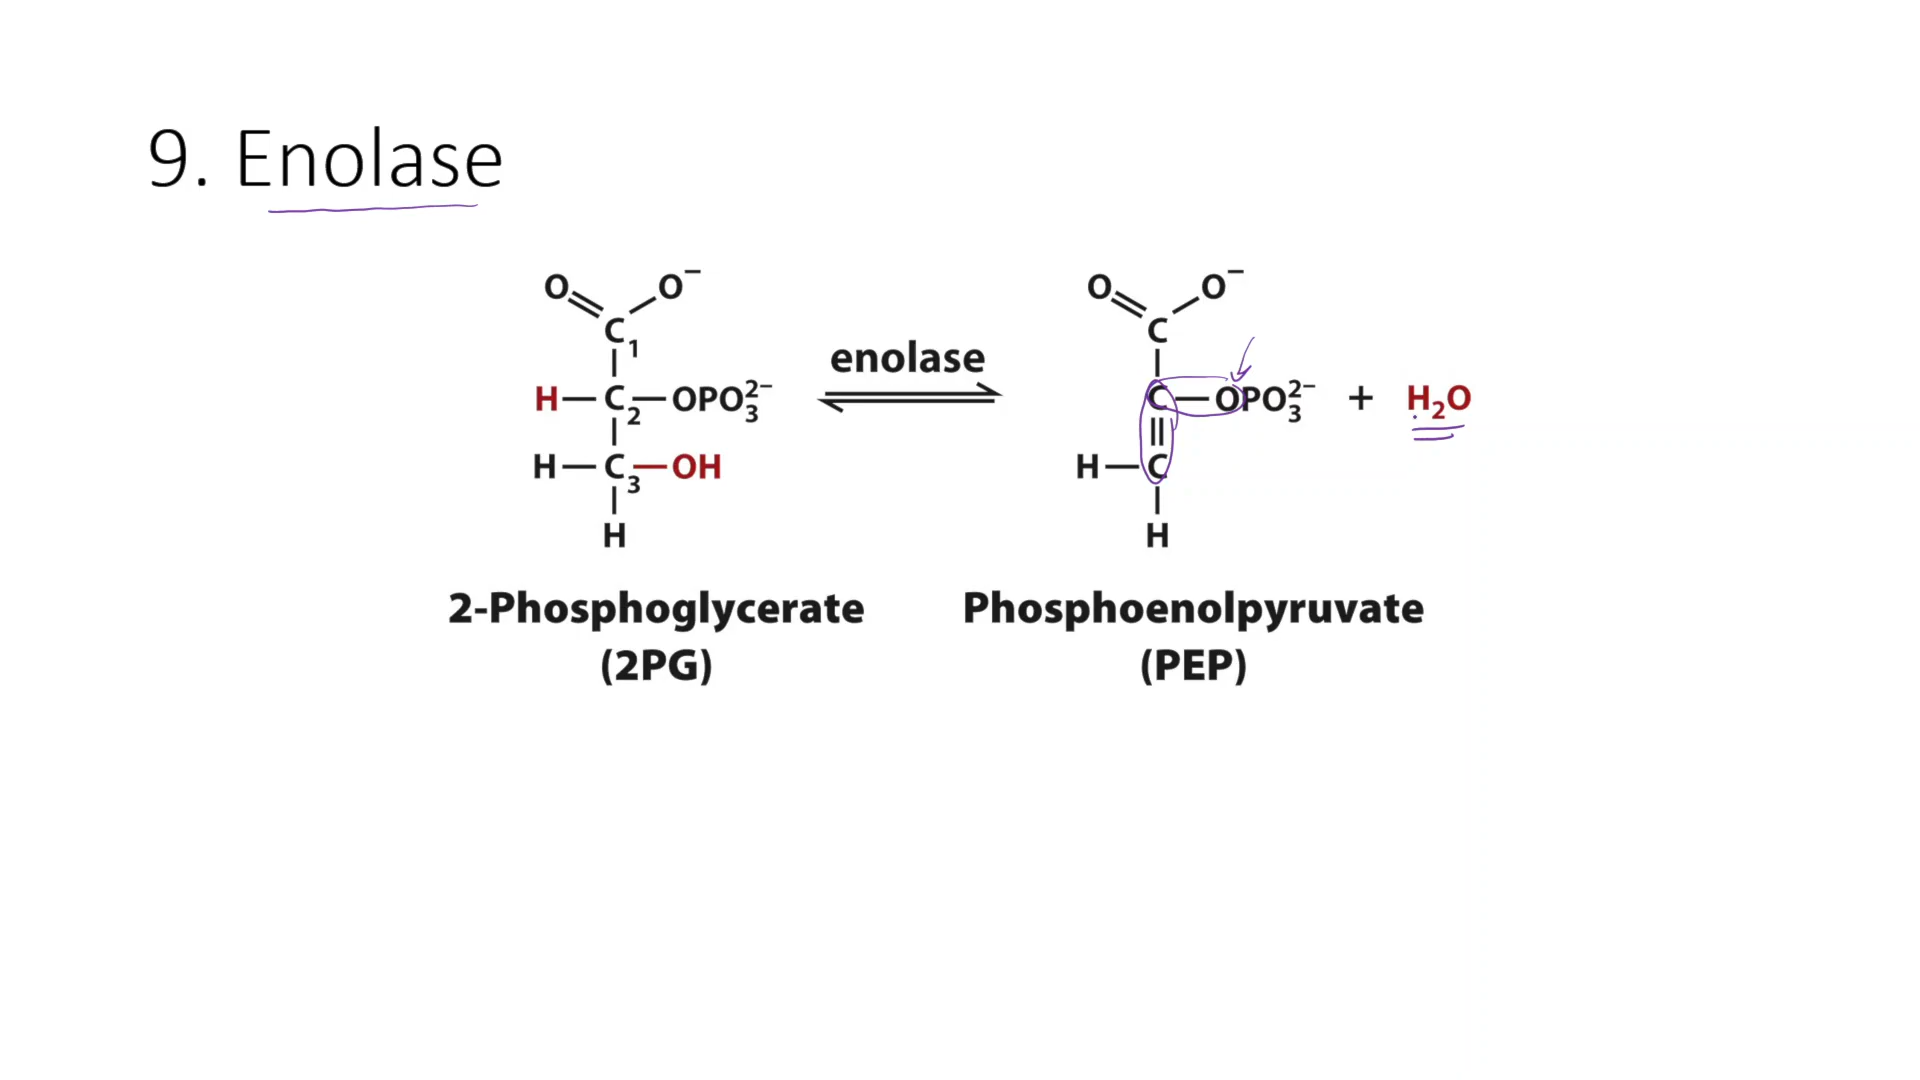 9. Enolase
O O⁻ O O⁻
C₁ C
enolase
H—C₂—OPO₃²⁻ C—OPO₃²⁻ + H₂O
H—C₃—OH H—C
H H
2-Phosphoglycerate Phosphoenolpyruvate
(2PG) (PEP)